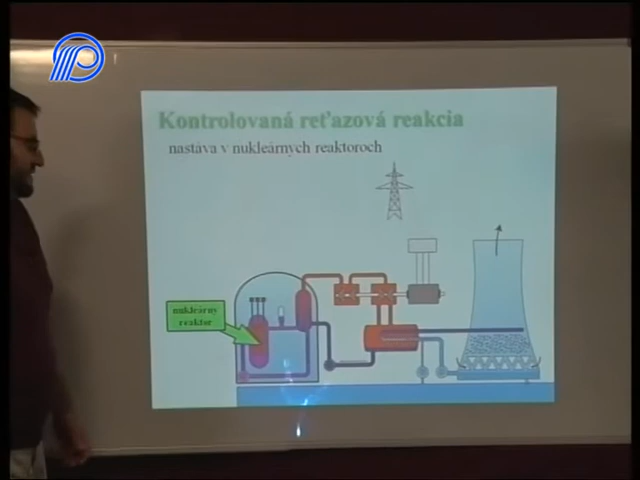 Kontrolovaná reťazová reakcia
nastáva v nukleárnych reaktoroch
nukleárny
reaktor